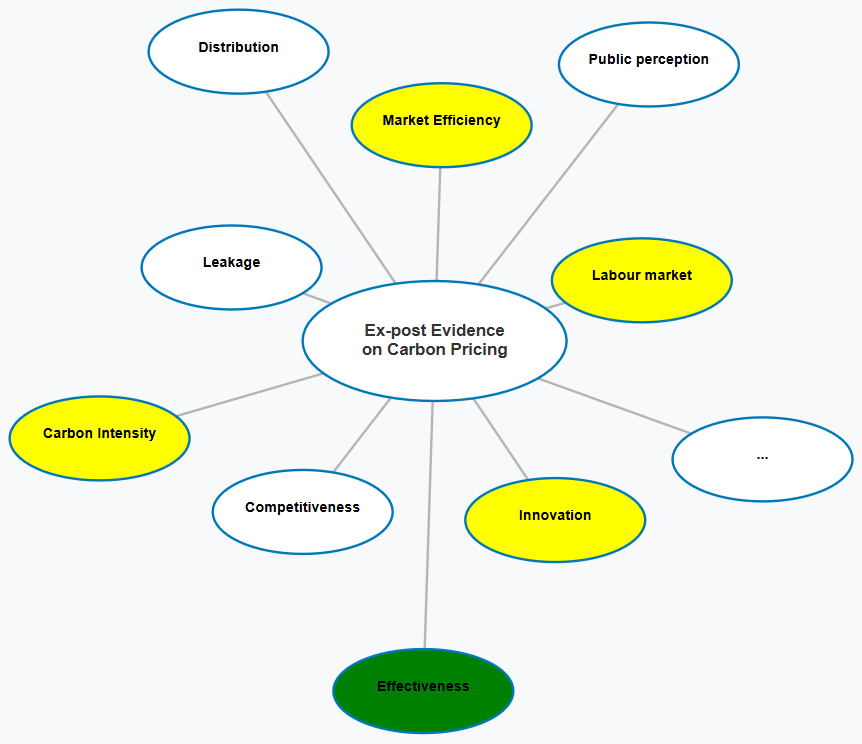 Distribution
Public perception
Market Efficiency
Leakage
Labour market
Ex-post Evidence
on Carbon Pricing
Carbon Intensity
...
Competitiveness
Innovation
Effectiveness